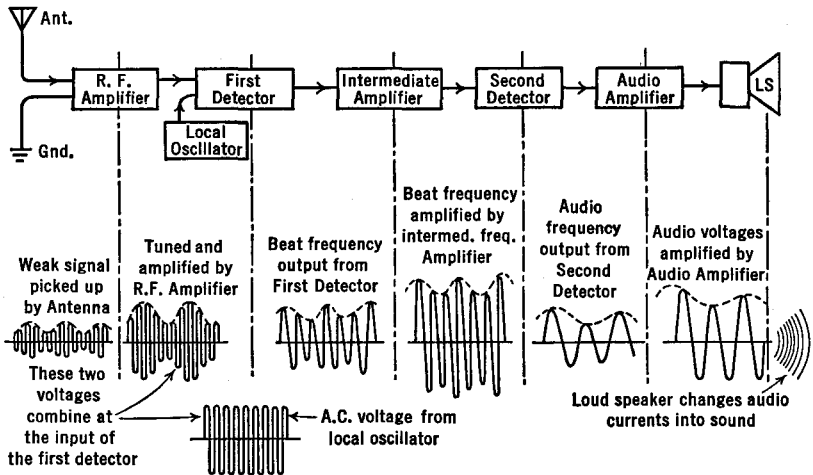 Ant.
R. F.
Amplifier
First
Detector
Intermediate
Amplifier
Second
Detector
Audio
Amplifier
LS
Local
Oscillator
Gnd.
Weak signal
picked up
by Antenna
Tuned and
amplified by
R.F. Amplifier
Beat frequency
output from
First Detector
Beat frequency
amplified by
intermed. freq.
Amplifier
Audio
frequency
output from
Second
Detector
Audio voltages
amplified by
Audio Amplifier
These two
voltages
combine at
the input of
the first detector
A.C. voltage from
local oscillator
Loud speaker changes audio
currents into sound